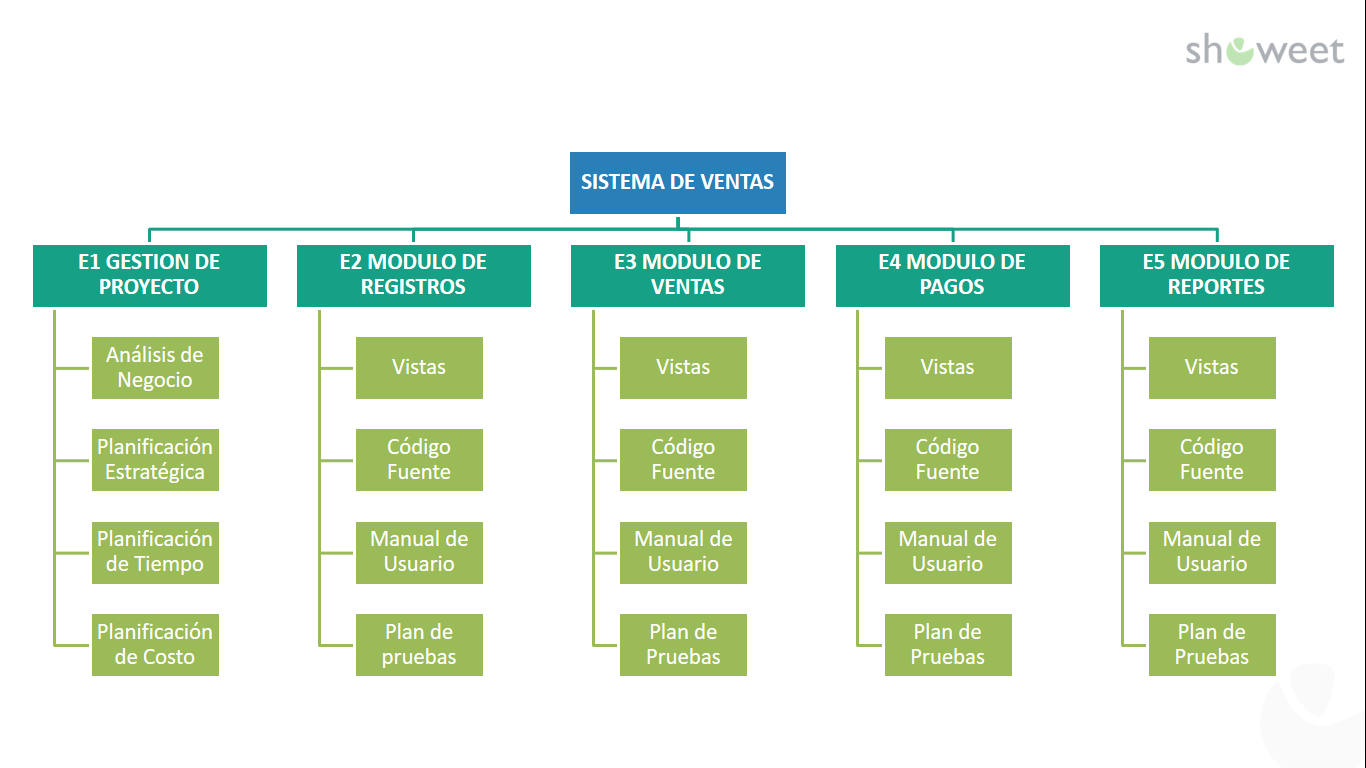 showeet
SISTEMA DE VENTAS
E1 GESTION DE
PROYECTO
Análisis de
Negocio
Planificación
Estratégica
Planificación
de Tiempo
Planificación
de Costo
E2 MODULO DE
REGISTROS
Vistas
Código
Fuente
Manual de
Usuario
Plan de
pruebas
E3 MODULO DE
VENTAS
Vistas
Código
Fuente
Manual de
Usuario
Plan de
Pruebas
E4 MODULO DE
PAGOS
Vistas
Código
Fuente
Manual de
Usuario
Plan de
Pruebas
E5 MODULO DE
REPORTES
Vistas
Código
Fuente
Manual de
Usuario
Plan de
Pruebas